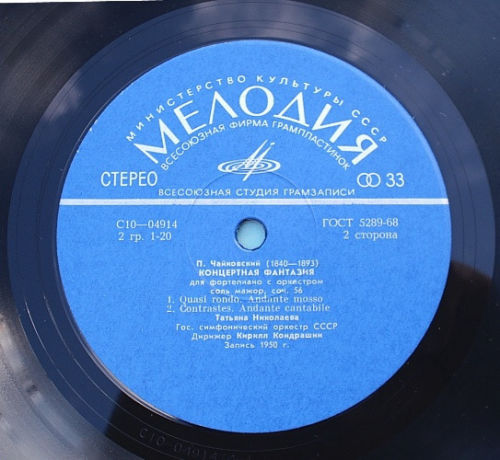 МИНИСТЕРСТВО КУЛЬТУРЫ СССР
МЕЛОДИЯ
ВСЕСОЮЗНАЯ ФИРМА ГРАМПЛАСТИНОК
СТЕРЕО 33
ВСЕСОЮЗНАЯ СТУДИЯ ГРАМЗАПИСИ
С10—04914 ГОСТ 5289-68
2 гр. 1-20 2 сторона
П. Чайковский (1840—1893)
КОНЦЕРТНАЯ ФАНТАЗИЯ
для фортепиано с оркестром
соль мажор, соч. 56
1. Quasi rondo. Andante mosso
2. Contrastes. Andante cantabile
Татьяна Николаева
Гос. симфонический оркестр СССР
Дирижер Кирилл Кондрашин
Запись 1950 г.
С10-04914